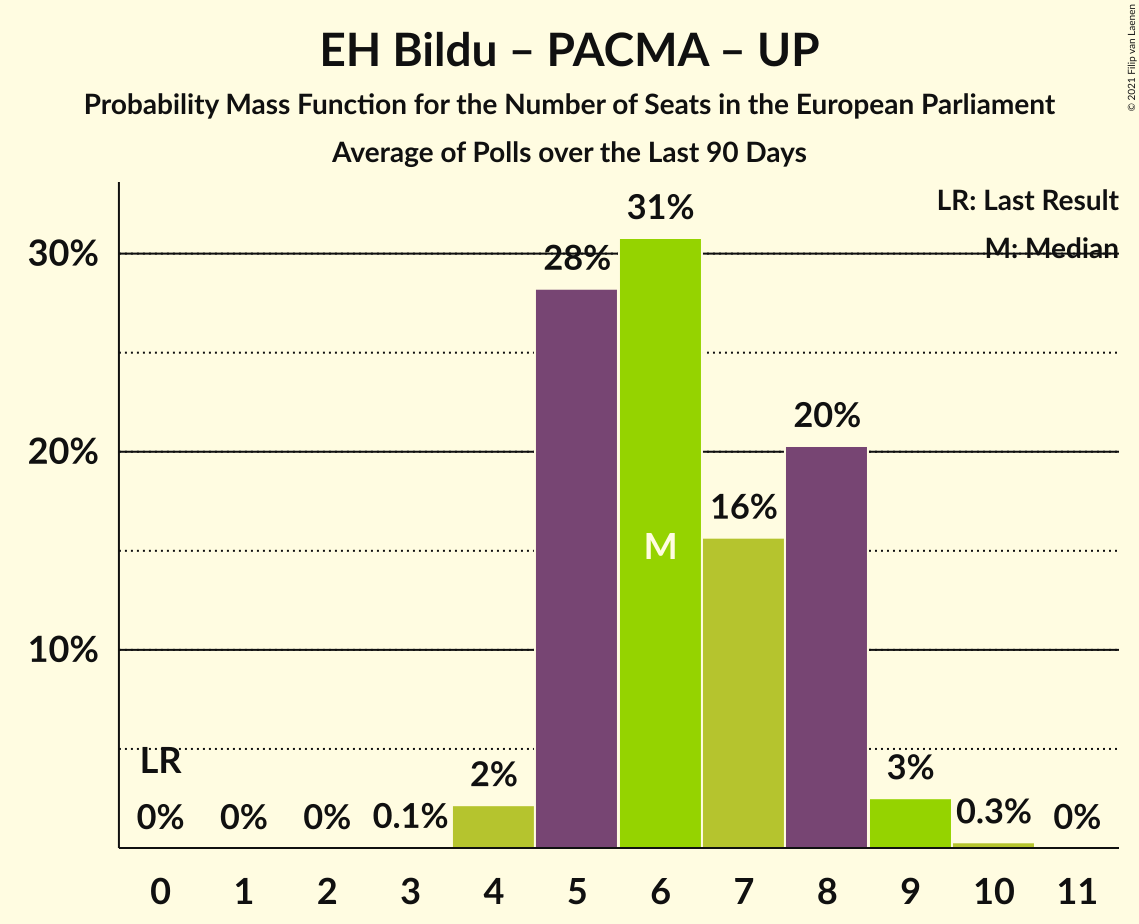 EH Bildu – PACMA – UP
Probability Mass Function for the Number of Seats in the European Parliament
Average of Polls over the Last 90 Days
© 2021 Filip van Laenen
LR: Last Result
M: Median
30%
20%
10%
LR
0%
0%
0%
0.1%
2%
28%
31%
M
16%
20%
3%
0.3%
0%
0 1 2 3 4 5 6 7 8 9 10 11